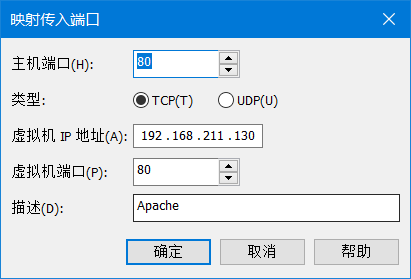 映射传入端口
主机端口(H): 80
类型: TCP(T) UDP(U)
虚拟机 IP 地址(A): 192 . 168 . 211 . 130
虚拟机端口(P): 80
描述(D): Apache
确定 取消 帮助